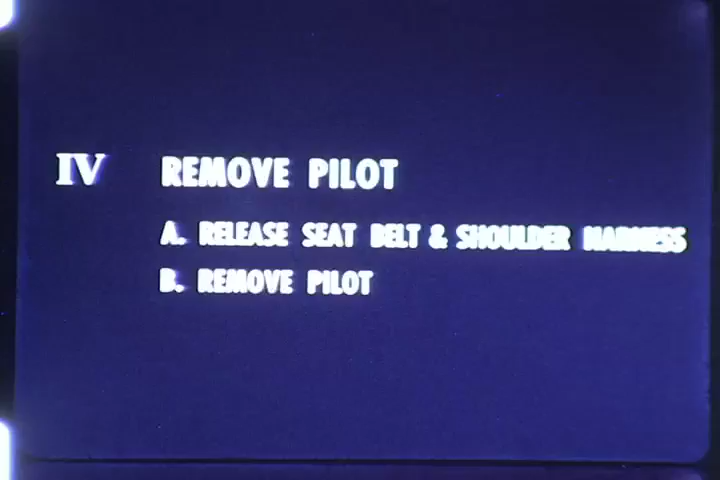 IV REMOVE PILOT
A. RELEASE SEAT BELT & SHOULDER HARNESS
B. REMOVE PILOT